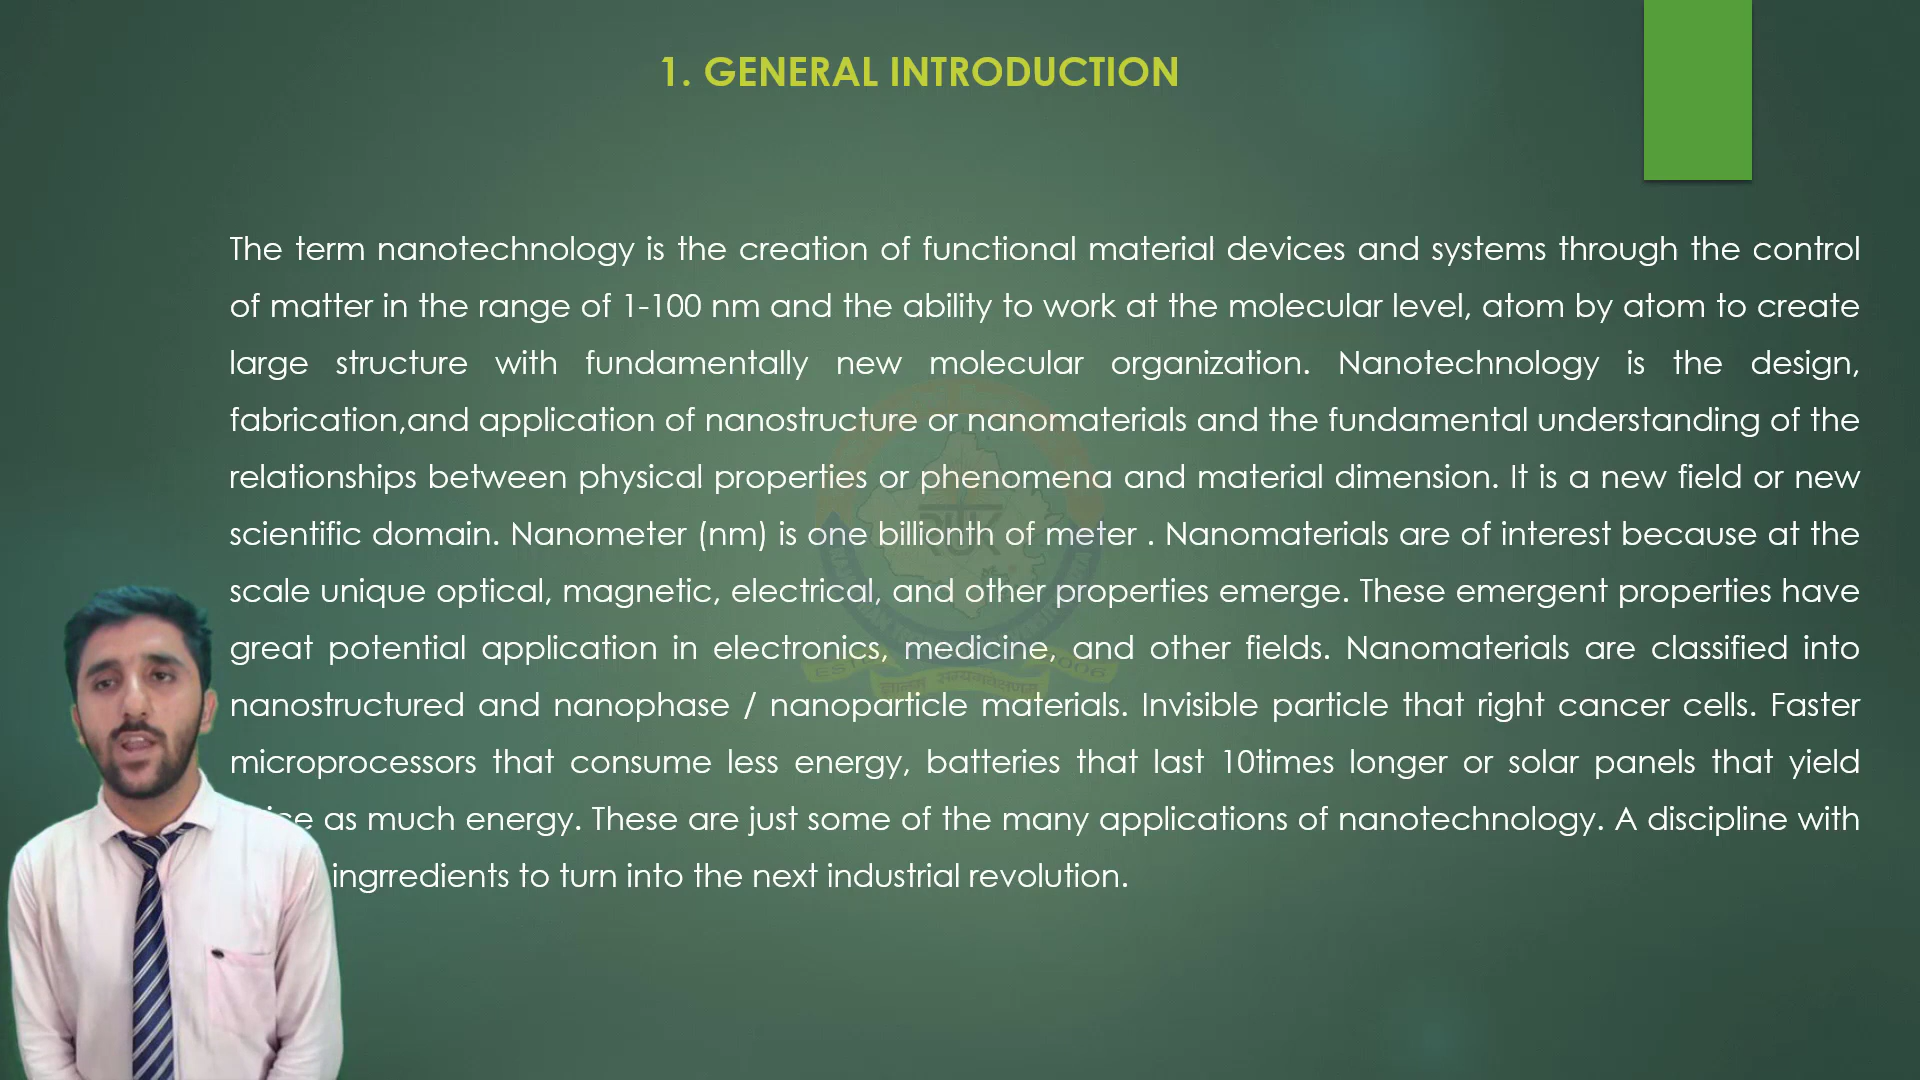 1. GENERAL INTRODUCTION
The term nanotechnology is the creation of functional material devices and systems through the control
of matter in the range of 1-100 nm and the ability to work at the molecular level, atom by atom to create
large structure with fundamentally new molecular organization. Nanotechnology is the design,
fabrication,and application of nanostructure or nanomaterials and the fundamental understanding of the
relationships between physical properties or phenomena and material dimension. It is a new field or new
scientific domain. Nanometer (nm) is one billionth of meter . Nanomaterials are of interest because at the
scale unique optical, magnetic, electrical, and other properties emerge. These emergent properties have
great potential application in electronics, medicine, and other fields. Nanomaterials are classified into
nanostructured and nanophase / nanoparticle materials. Invisible particle that right cancer cells. Faster
microprocessors that consume less energy, batteries that last 10times longer or solar panels that yield
as much energy. These are just some of the many applications of nanotechnology. A discipline with
ingrredients to turn into the next industrial revolution.